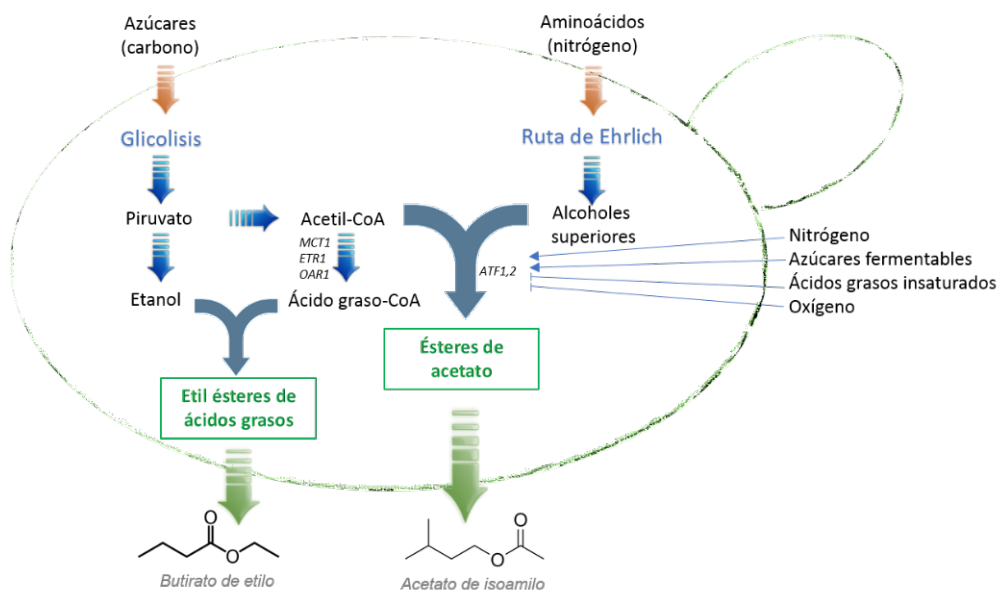 Azúcares
(carbono)
Aminoácidos
(nitrógeno)
Glicolisis
Ruta de Ehrlich
Piruvato
Acetil-CoA
Alcoholes
superiores
MCT1
ETR1
OAR1
ATF1,2
Nitrógeno
Azúcares fermentables
Ácidos grasos insaturados
Oxígeno
Etanol
Ácido graso-CoA
Ésteres de
acetato
Etil ésteres de
ácidos grasos
O
O
O
O
Butirato de etilo
Acetato de isoamilo